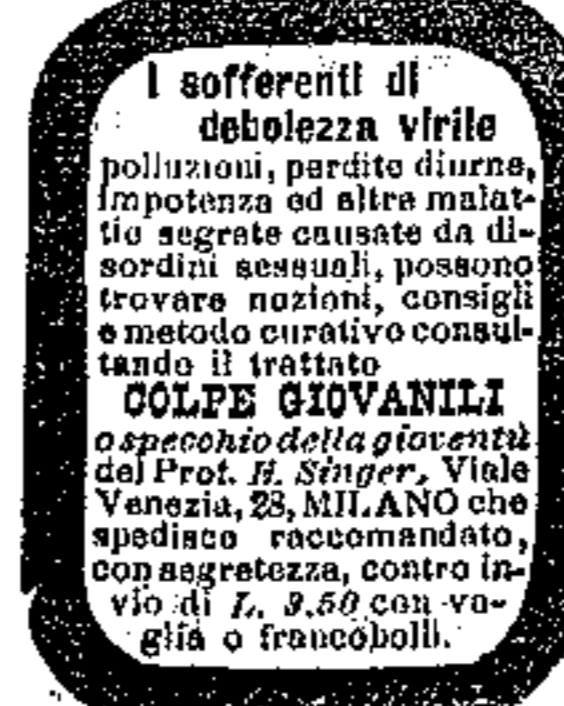 I sofferenti di
debolezza virile
polluzioni, perdite diurne,
impotenza ed altre malat-
tie segrete causate da di-
sordini sessuali, possono
trovare nozioni, consigli
e metodo curativo consul-
tando il trattato
COLPE GIOVANILI
o specchio della gioventù
del Prof. E. Singer, Viale
Venezia, 28, MILANO che
spedisce raccomandato,
con segretezza, contro in-
vio di L. 3.50 con va-
glia o francobolli.